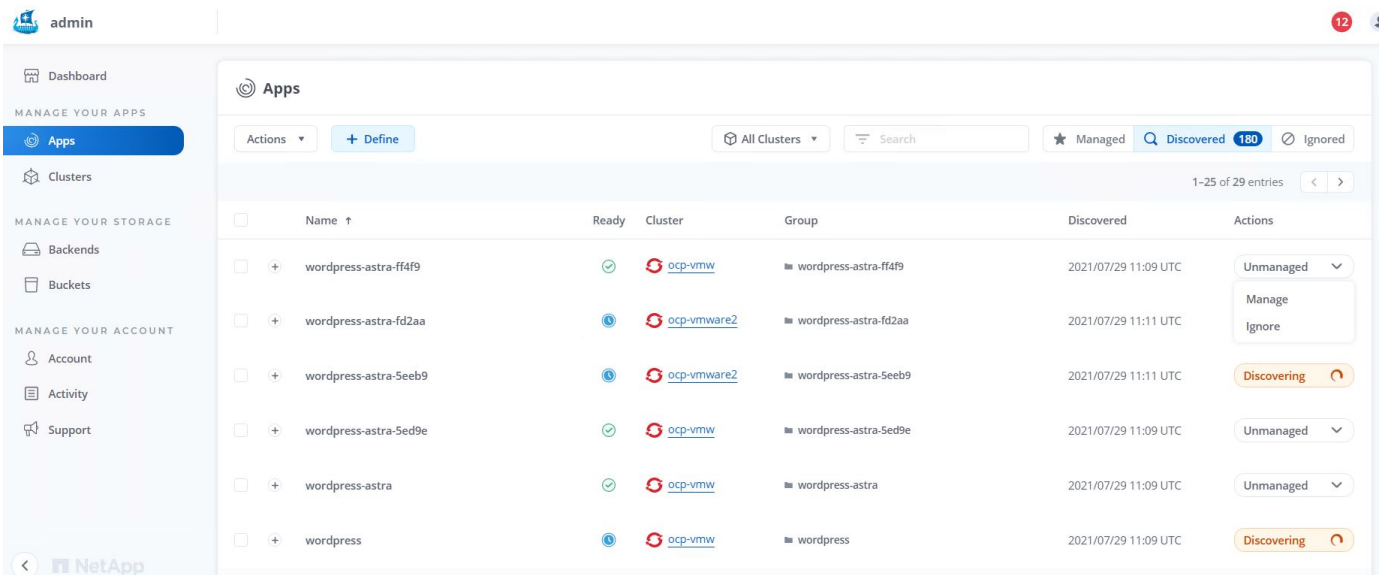 admin
12
Dashboard
MANAGE YOUR APPS
Apps
Clusters
MANAGE YOUR STORAGE
Backends
Buckets
MANAGE YOUR ACCOUNT
Account
Activity
Support
NetApp
Apps
Actions + Define All Clusters Search Managed Discovered 180 Ignored
1–25 of 29 entries < >
Name ↑ Ready Cluster Group Discovered Actions
+ wordpress-astra-ff4f9 ocp-vmw wordpress-astra-ff4f9 2021/07/29 11:09 UTC Unmanaged
Manage
+ wordpress-astra-fd2aa ocp-vmware2 wordpress-astra-fd2aa 2021/07/29 11:11 UTC
Ignore
+ wordpress-astra-5eeb9 ocp-vmware2 wordpress-astra-5eeb9 2021/07/29 11:11 UTC Discovering
+ wordpress-astra-5ed9e ocp-vmw wordpress-astra-5ed9e 2021/07/29 11:09 UTC Unmanaged
+ wordpress-astra ocp-vmw wordpress-astra 2021/07/29 11:09 UTC Unmanaged
+ wordpress ocp-vmw wordpress 2021/07/29 11:09 UTC Discovering